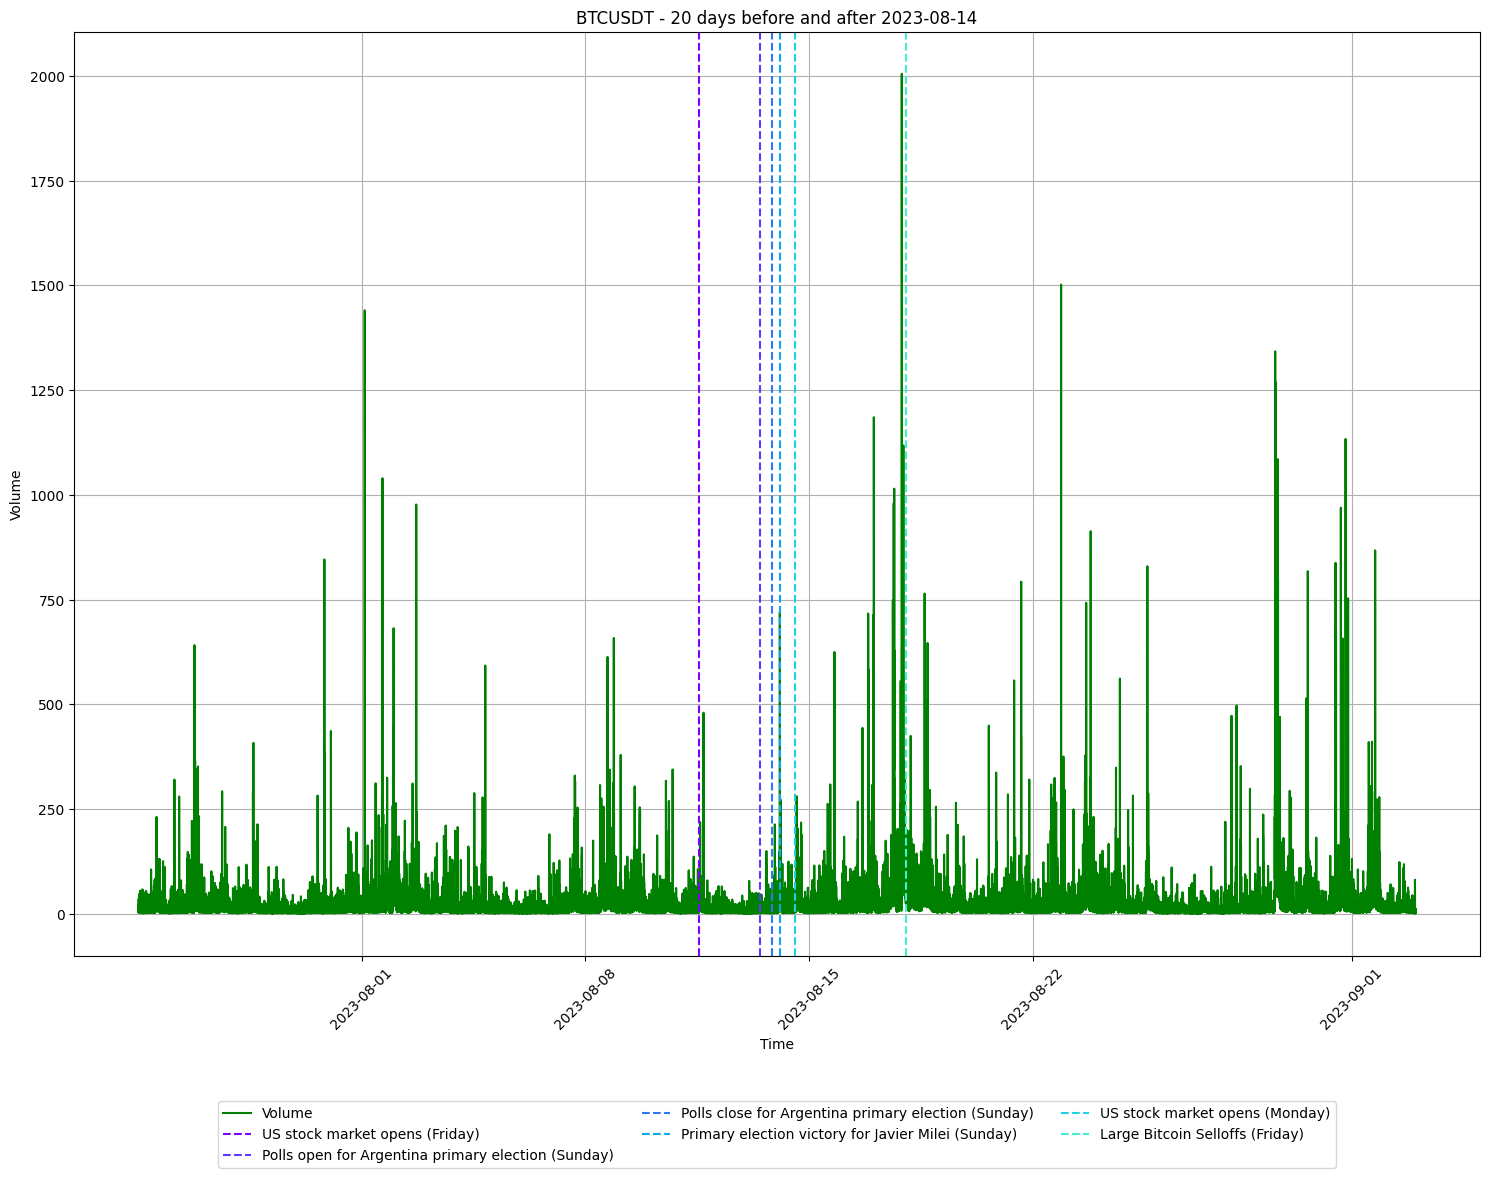 BTCUSDT - 20 days before and after 2023-08-14
Volume
2000
1750
1500
1250
1000
750
500
250
0
2023-08-01
2023-08-08
2023-08-15
2023-08-22
2023-09-01
Time
Volume
US stock market opens (Friday)
Polls open for Argentina primary election (Sunday)
Polls close for Argentina primary election (Sunday)
Primary election victory for Javier Milei (Sunday)
US stock market opens (Monday)
Large Bitcoin Selloffs (Friday)